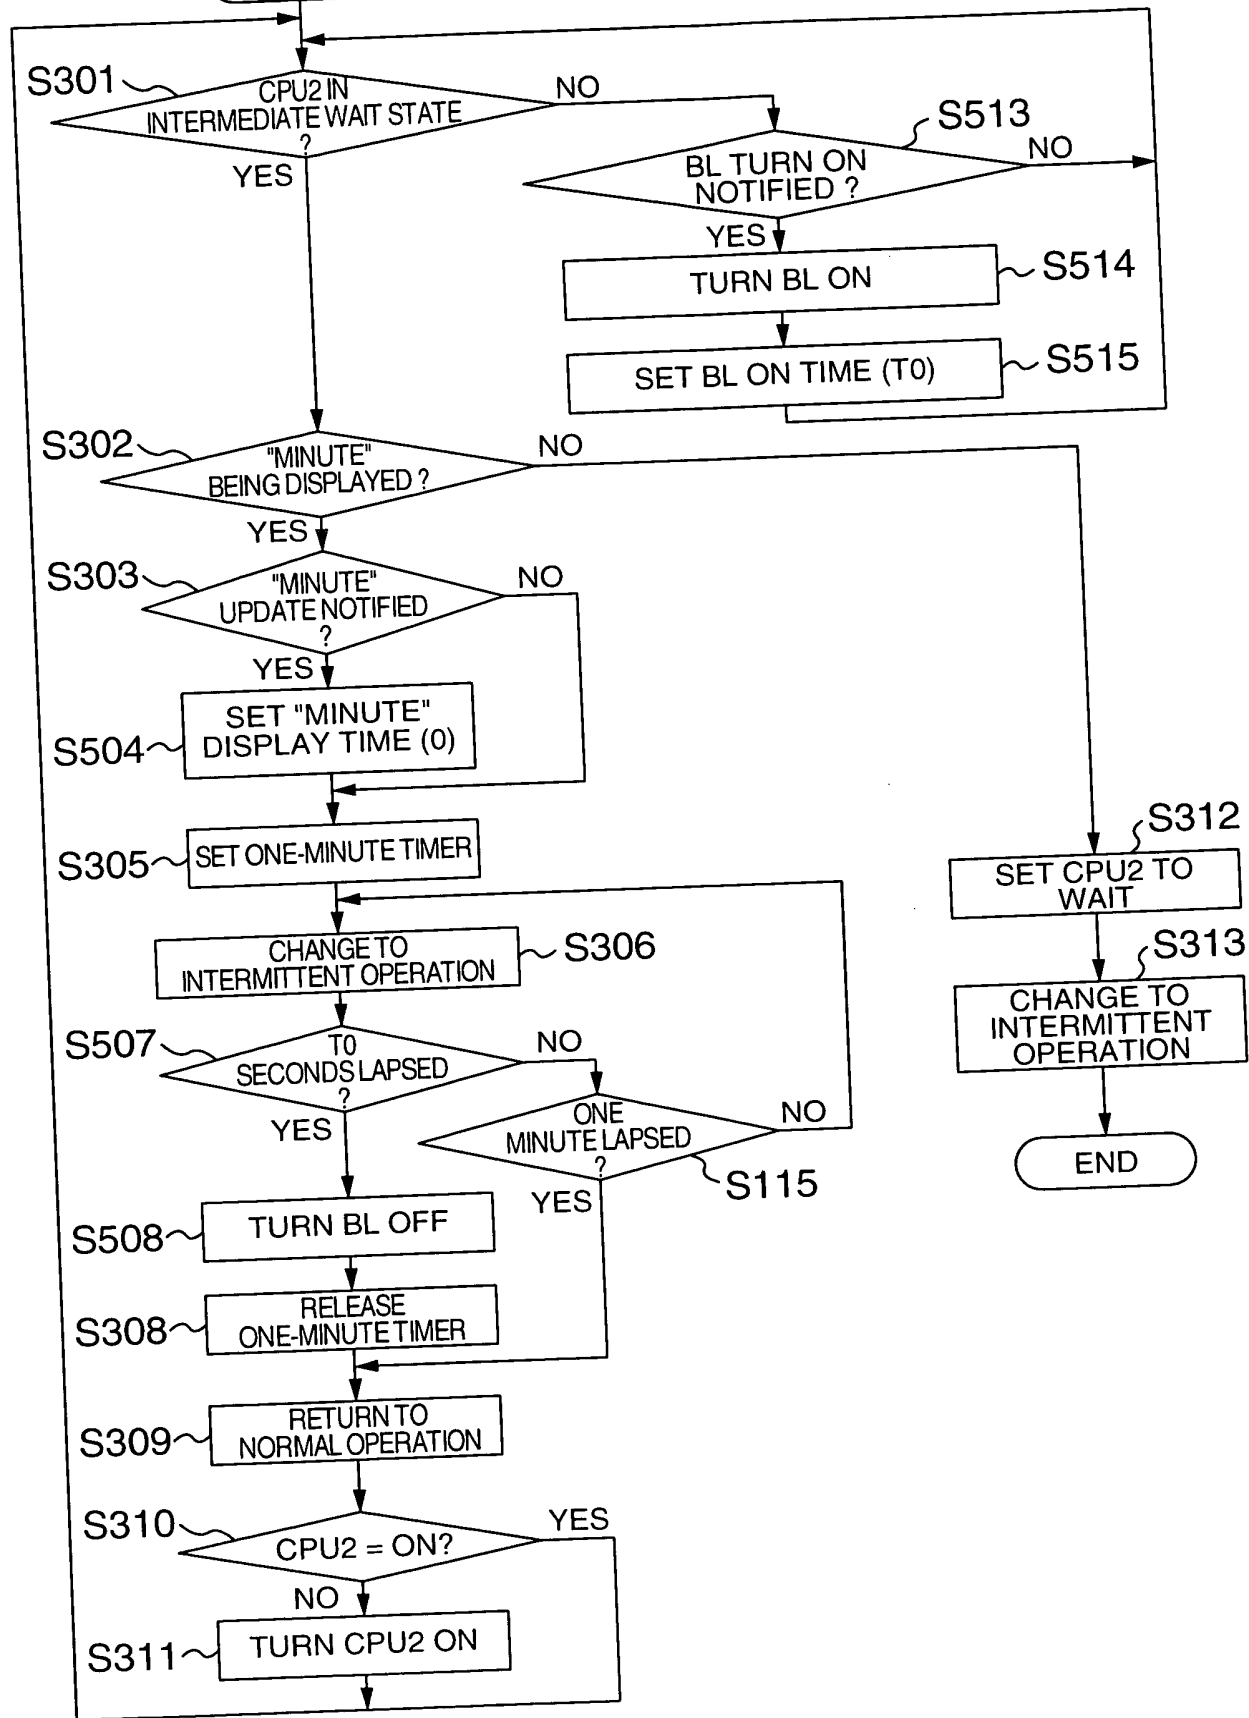 S301
CPU2 IN
INTERMEDIATE WAIT STATE
?
NO
YES
S513
BL TURN ON
NOTIFIED ?
NO
YES
TURN BL ON
S514
SET BL ON TIME (T0)
S515
S302
"MINUTE"
BEING DISPLAYED ?
NO
YES
S303
"MINUTE"
UPDATE NOTIFIED
?
NO
YES
S504
SET "MINUTE"
DISPLAY TIME (0)
S305
SET ONE-MINUTE TIMER
S312
SET CPU2 TO
WAIT
CHANGE TO
INTERMITTENT OPERATION
S306
S313
CHANGE TO
INTERMITTENT
OPERATION
S507
T0
SECONDS LAPSED
?
NO
YES
ONE
MINUTE LAPSED
?
NO
S115
YES
END
S508
TURN BL OFF
S308
RELEASE
ONE-MINUTE TIMER
S309
RETURN TO
NORMAL OPERATION
S310
CPU2 = ON?
YES
NO
S311
TURN CPU2 ON